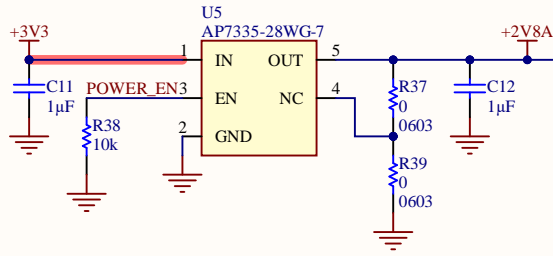 U5
AP7335-28WG-7
+3V3
+2V8A
1
IN
OUT
5
C11
1µF
POWER_EN
3
EN
NC
4
R37
0
0603
C12
1µF
R38
10k
2
GND
R39
0
0603